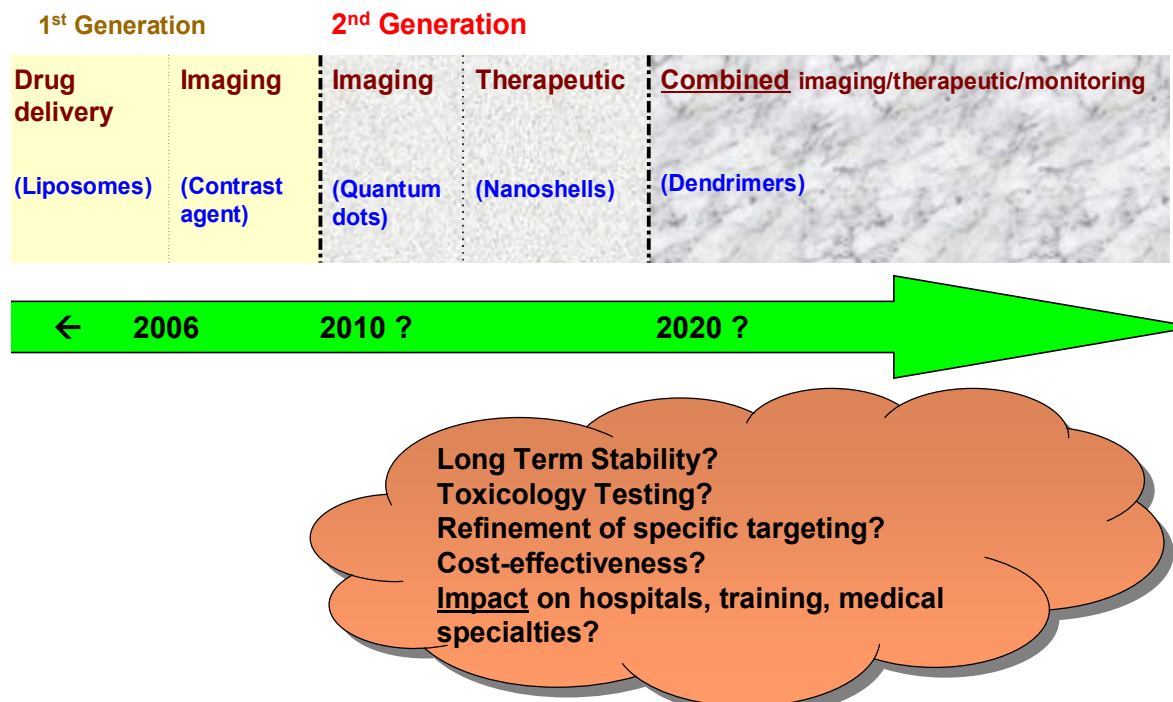 1st Generation
2nd Generation
Drug
delivery
Imaging
Imaging
Therapeutic
Combined imaging/therapeutic/monitoring
(Liposomes)
(Contrast
agent)
(Quantum
dots)
(Nanoshells)
(Dendrimers)
← 2006
2010 ?
2020 ?
Long Term Stability?
Toxicology Testing?
Refinement of specific targeting?
Cost-effectiveness?
Impact on hospitals, training, medical
specialties?